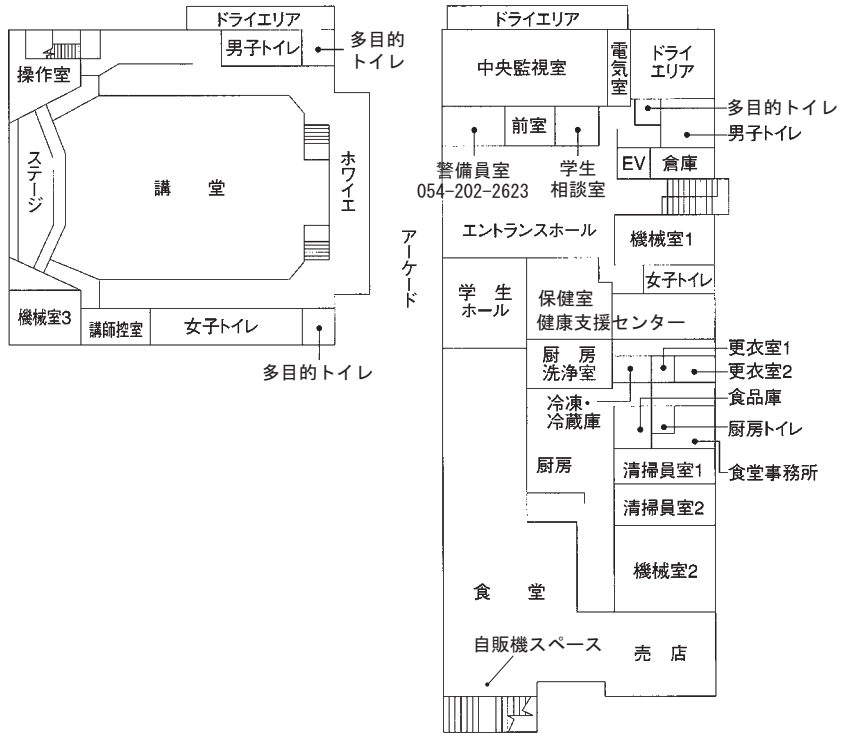 ドライエリア
男子トイレ
多目的
トイレ
操作室
ステージ
講 堂
ホワイエ
機械室3
講師控室
女子トイレ
多目的トイレ
アーケード
ドライエリア
中央監視室
電気室
ドライ
エリア
多目的トイレ
男子トイレ
前室
警備員室
054-202-2623
学生
相談室
EV
倉庫
エントランスホール
機械室1
女子トイレ
学 生
ホール
保健室
健康支援センター
厨 房
洗浄室
更衣室1
更衣室2
冷凍・
冷蔵庫
食品庫
厨房トイレ
厨房
清掃員室1
食堂事務所
清掃員室2
機械室2
食 堂
自販機スペース
売 店